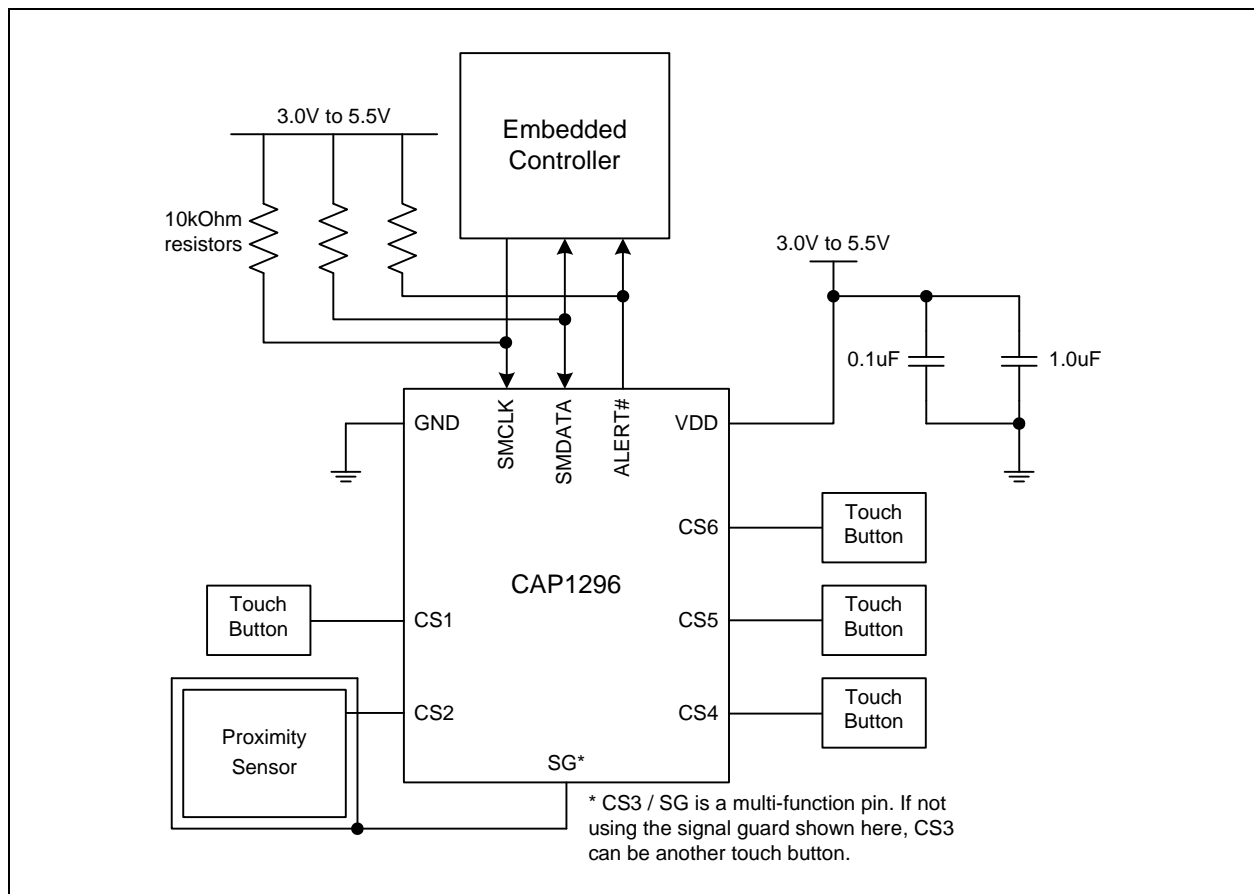 3.0V to 5.5V
Embedded
Controller
10kOhm
resistors
3.0V to 5.5V
0.1uF
1.0uF
GND
SMCLK
SMDATA
ALERT#
VDD
CS6
Touch
Button
CAP1296
Touch
Button
CS1
CS5
Touch
Button
Proximity
Sensor
CS2
CS4
Touch
Button
SG*
* CS3 / SG is a multi-function pin. If not
using the signal guard shown here, CS3
can be another touch button.